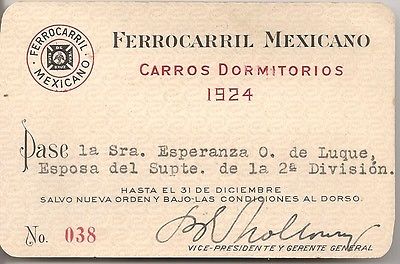 FERROCARRIL MEXICANO
FERROCARRIL MEXICANO
CARROS DORMITORIOS
1924
Pase la Sra. Esperanza O. de Luque,
Esposa del Supte. de la 2ª División.
HASTA EL 31 DE DICIEMBRE
SALVO NUEVA ORDEN Y BAJO-LAS CONDICIONES AL DORSO.
No. 038
VICE-PRESIDENTE Y GERENTE GENERAL